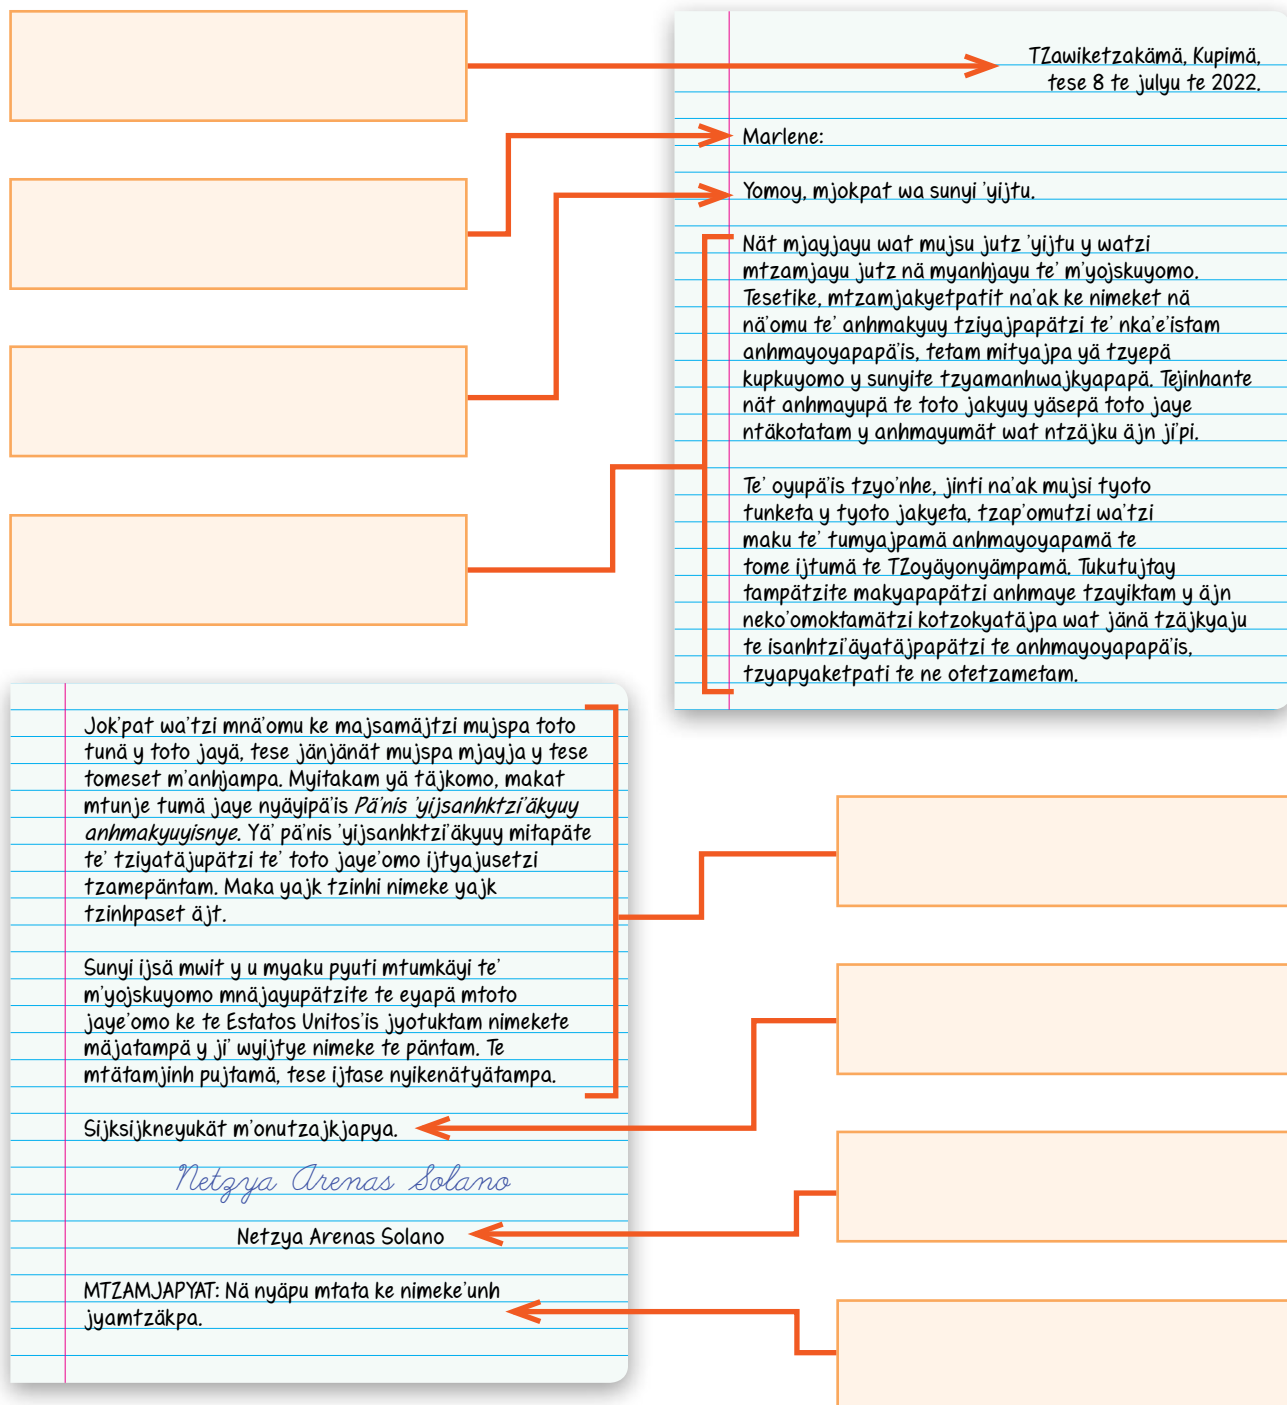 TZawiketzakämä, Kupimä,
tese 8 te julyu te 2022.
Marlene:
Yomoy, mjokpat wa sunyi 'yijtu.
Nät mjayjayu wat mujsu jutz 'yijtu y watzi
mtzamjayu jutz nä myanhjayu te' m'yojskuyomo.
Tesetike, mtzamjakyetpatit na'ak ke nimeket nä
nä'omu te' anhmakyuy tziyajpapätzi te' nka'e'istam
anhmayoyapapä'is, tetam mityajpa yä tzyepä
kupkuyomo y sunyite tzyamanhwajkyapapä. Tejinhante
nät anhmayupä te toto jakyuy yäsepä toto jaye
ntäkotatam y anhmayumät wat ntzäjku äjn ji'pi.
Te' oyupä'is tzyo'nhe, jinti na'ak mujsi tyoto
tunketa y tyoto jakyeta, tzap'omutzi wa'tzi
maku te' tumyajpamä anhmayoyapamä te
tome ijtumä te TZoyäyonyämpamä. Tukutujtay
tampätzite makyapapätzi anhmaye tzayiktam y äjn
neko'omoktamätzi kotzokyatäjpa wat jänä tzäjkyaju
te isanhtzi'äyatäjpapätzi te anhmayoyapapä'is,
tzyapyaketpati te ne otetzametam.
Jok'pat wa'tzi mnä'omu ke majsamäjtzi mujspa toto
tunä y toto jayä, tese jänjänät mujspa mjayja y tese
tomeset m'anhjampa. Myitakam yä täjkomo, makat
mtunje tumä jaye nyäyipä'is Pä'nis 'yijsanhktzi'äkyuy
anhmakyuyisnye. Yä' pä'nis 'yijsanhktzi'äkyuy mitapäte
te' tziyatäjupätzi te' toto jaye'omo ijtyajusetzi
tzamepäntam. Maka yajk tzinhi nimeke yajk
tzinhpaset äjt.
Sunyi ijsä mwit y u myaku pyuti mtumkäyi te'
m'yojskuyomo mnäjayupätzite te eyapä mtoto
jaye'omo ke te Estatos Unitos'is jyotuktam nimekete
mäjatampä y ji' wyijtye nimeke te päntam. Te
mtätamjinh pujtamä, tese ijtase nyikenätyätampa.
Sijksijkneyukät m'onutzajkjapya.
Netzya Arenas Solano
Netzya Arenas Solano
MTZAMJAPYAT: Nä nyäpu mtata ke nimeke'unh
jyamtzäkpa.